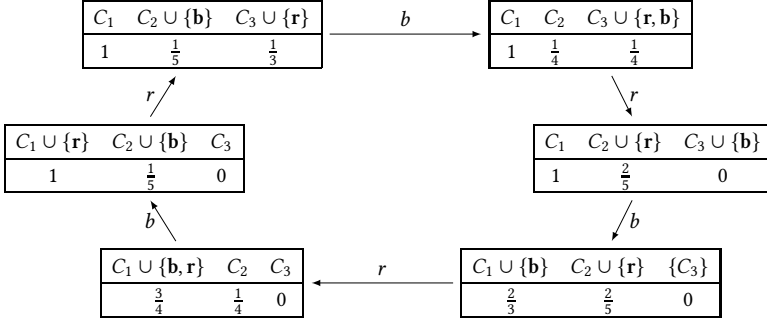 C₁ C₂ ∪ {b} C₃ ∪ {r}
1 1/5 1/3
b
C₁ C₂ C₃ ∪ {r, b}
1 1/4 1/4
r
r
C₁ ∪ {r} C₂ ∪ {b} C₃
1 1/5 0
C₁ C₂ ∪ {r} C₃ ∪ {b}
1 2/5 0
b
b
C₁ ∪ {b, r} C₂ C₃
3/4 1/4 0
r
C₁ ∪ {b} C₂ ∪ {r} {C₃}
2/3 2/5 0